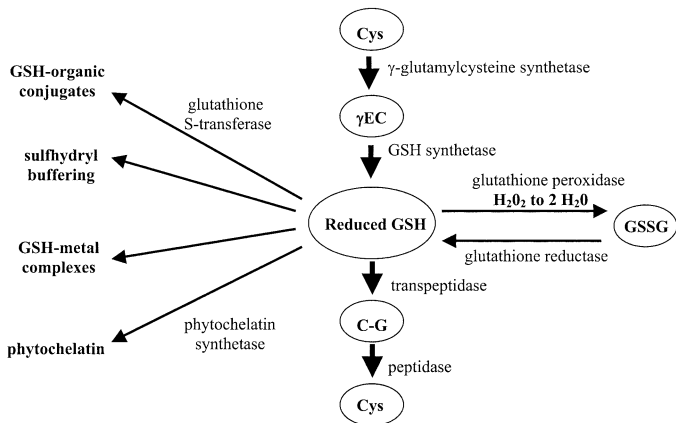 Cys
γ-glutamylcysteine synthetase
GSH-organic
conjugates
glutathione
S-transferase
γEC
GSH synthetase
sulfhydryl
buffering
glutathione peroxidase
H₂0₂ to 2 H₂0
Reduced GSH
GSSG
GSH-metal
complexes
glutathione reductase
transpeptidase
C-G
phytochelatin
synthetase
phytochelatin
peptidase
Cys